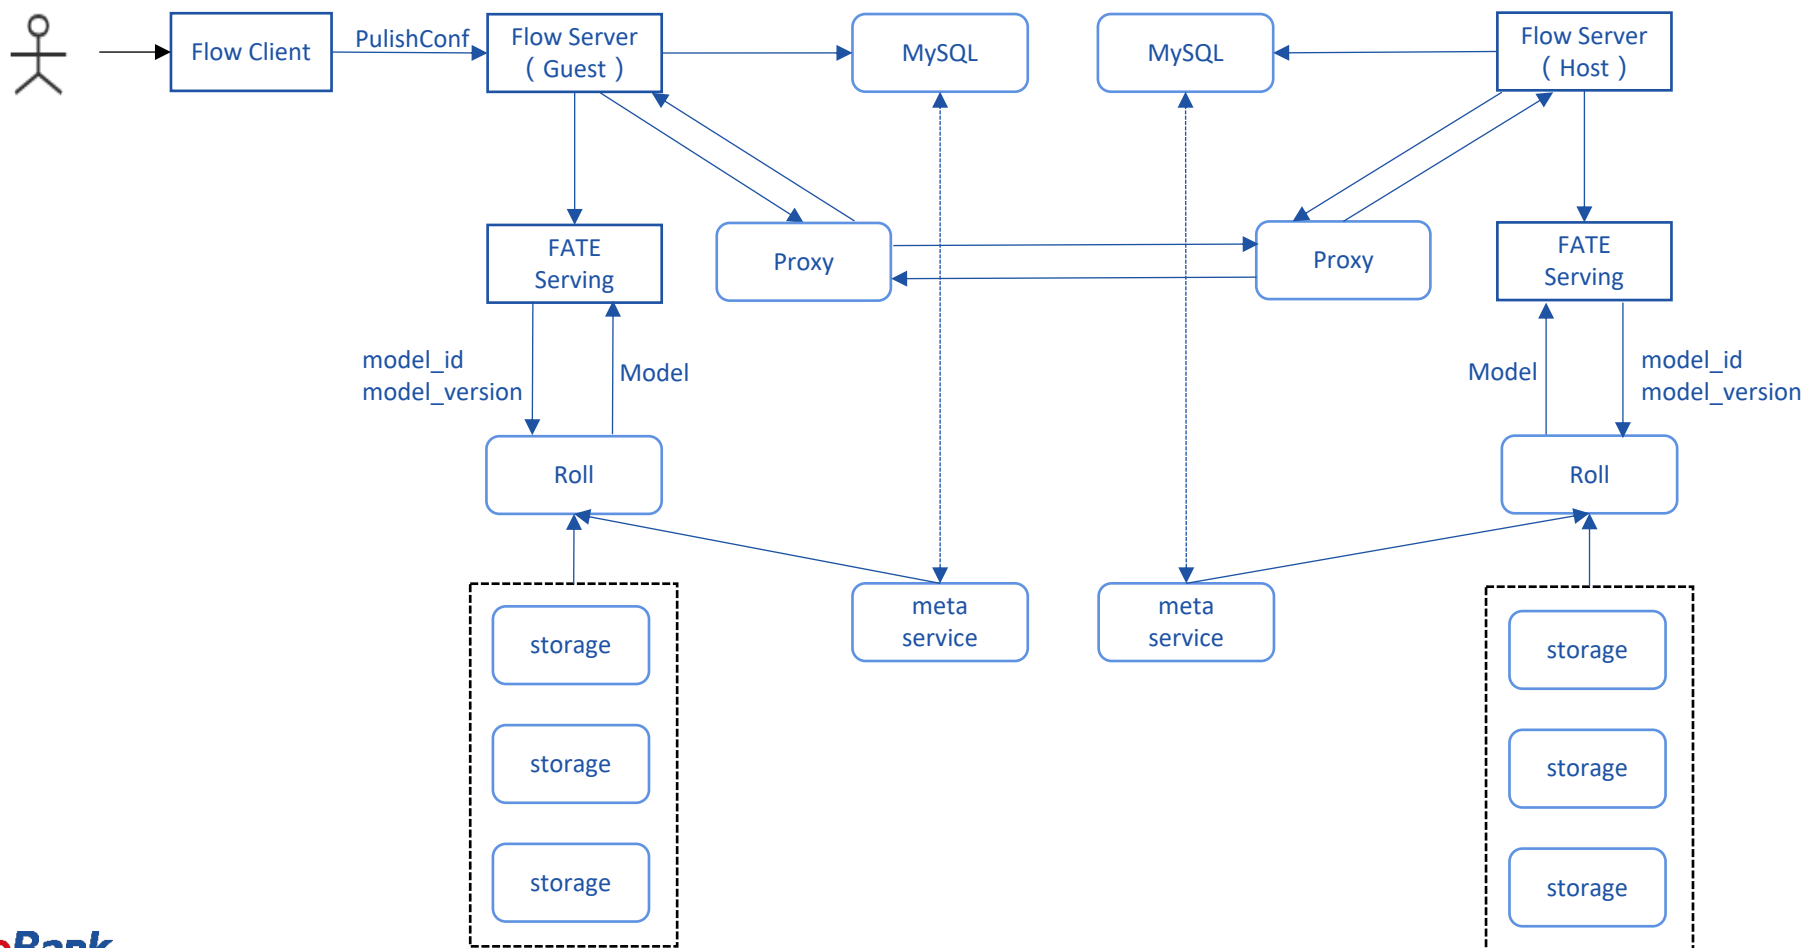 Flow Client
PulishConf
Flow Server
( Guest )
MySQL
MySQL
Flow Server
( Host )
FATE
Serving
Proxy
Proxy
FATE
Serving
model_id
model_version
Model
Model
model_id
model_version
Roll
Roll
meta
service
meta
service
storage
storage
storage
storage
storage
storage
Bank